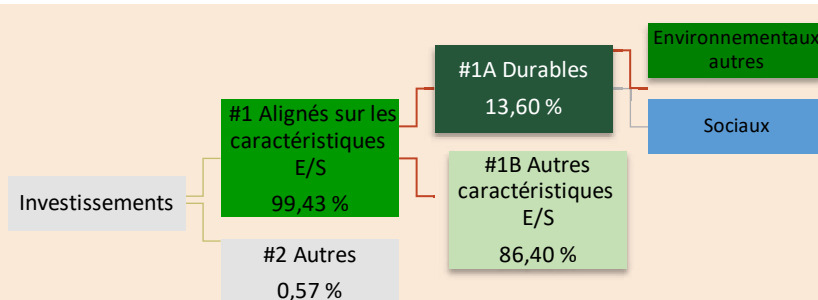 Investissements
#1 Alignés sur les
caractéristiques
E/S
99,43 %
#2 Autres
0,57 %
#1A Durables
13,60 %
#1B Autres
caractéristiques
E/S
86,40 %
Environnementaux
autres
Sociaux